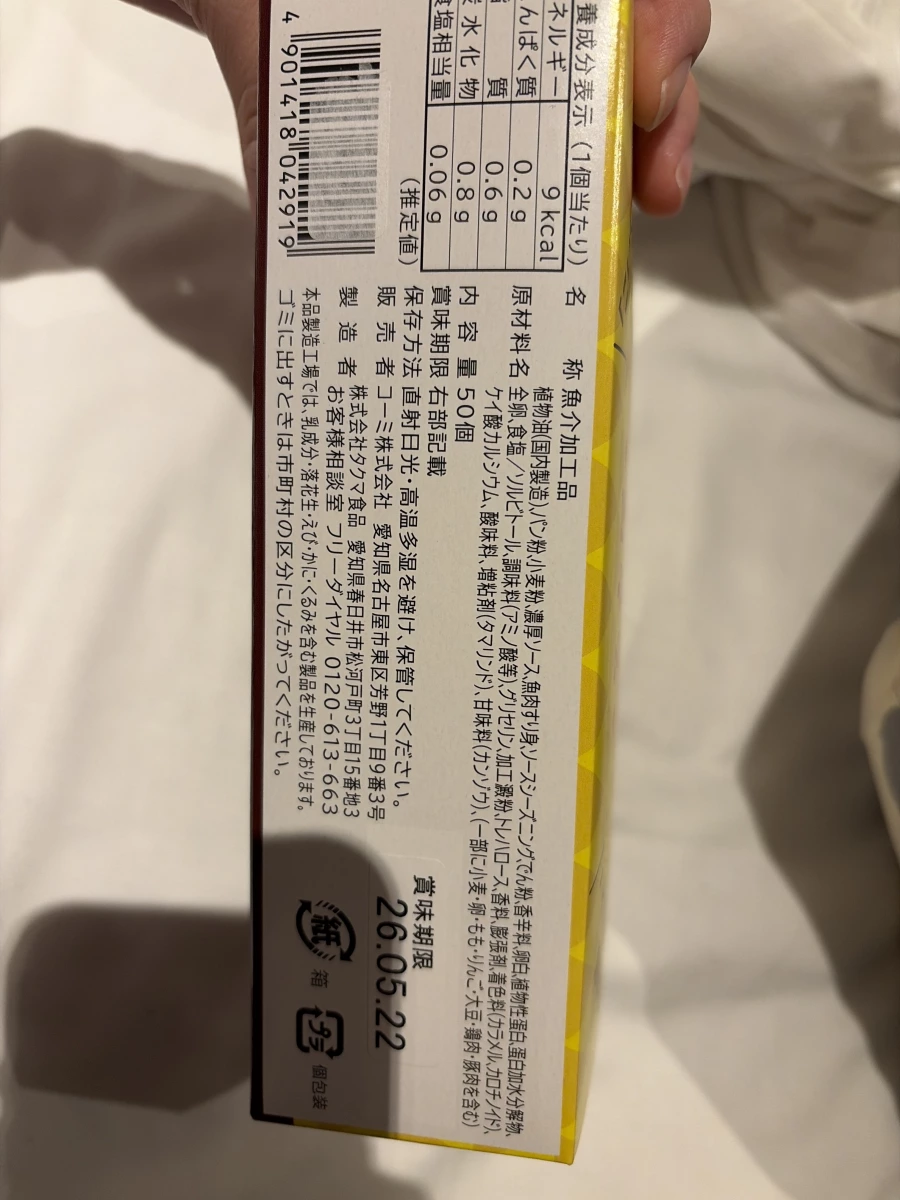 養成分表示(1個当たり)
ネルギー 9kcal
んぱく質 0.2g
質 0.6g
水化物 0.8g
塩相当量 0.06g
(推定値)
4 901418 042919
名 称 魚介加工品
原材料名 植物油(国内製造)、パン粉、小麦粉、濃厚ソース、魚肉すり身、ソースシーズニング、でん粉、香辛料、卵白、植物性蛋白、蛋白加水分解物、
全卵、食塩/ソルビトール、調味料(アミノ酸等)、グリセリン、加工澱粉、トレハロース、香料、膨張剤、着色料(カラメル、カロチノイド)、
ケイ酸カルシウム、酸味料、増粘剤(タマリンド)、甘味料(カンゾウ)、(一部に小麦・卵・もも・りんご・大豆・鶏肉・豚肉を含む)
内容量 50個
賞味期限 右部記載
保存方法 直射日光・高温多湿を避け、保管してください。
販売者 コーミ株式会社 愛知県名古屋市東区芳野1丁目9番3号
製造者 株式会社タクマ食品 愛知県春日井市松河戸町3丁目15番地3
お客様相談室 フリーダイヤル 0120-613-663
本品製造工場では、乳成分・落花生・えび・かに・くるみを含む製品を生産しております。
ゴミに出すときは市町村の区分にしたがってください。
賞味期限
26.05.22
紙 箱
プラ 個包装